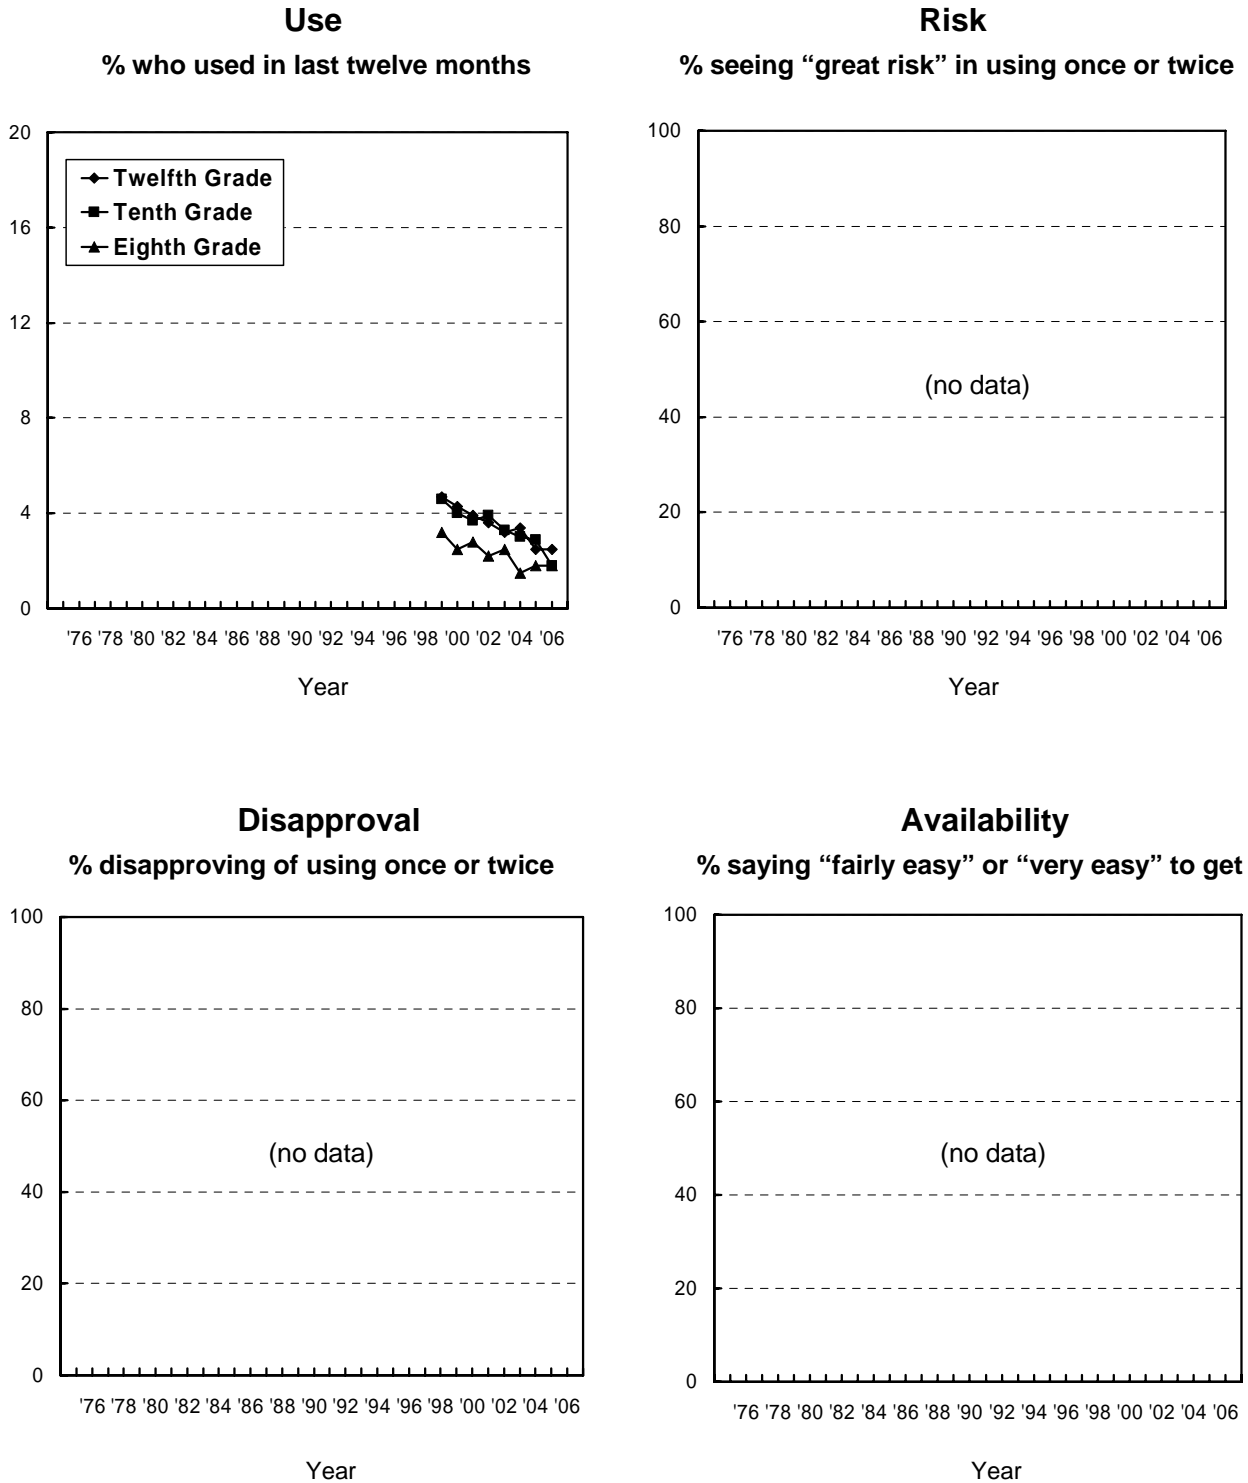 Use
% who used in last twelve months
20
16
12
8
4
0
Twelfth Grade
Tenth Grade
Eighth Grade
'76 '78 '80 '82 '84 '86 '88 '90 '92 '94 '96 '98 '00 '02 '04 '06
Year
Risk
% seeing “great risk” in using once or twice
100
80
60
40
20
0
(no data)
'76 '78 '80 '82 '84 '86 '88 '90 '92 '94 '96 '98 '00 '02 '04 '06
Year
Disapproval
% disapproving of using once or twice
100
80
60
40
20
0
(no data)
'76 '78 '80 '82 '84 '86 '88 '90 '92 '94 '96 '98 '00 '02 '04 '06
Year
Availability
% saying “fairly easy” or “very easy” to get
100
80
60
40
20
0
(no data)
'76 '78 '80 '82 '84 '86 '88 '90 '92 '94 '96 '98 '00 '02 '04 '06
Year